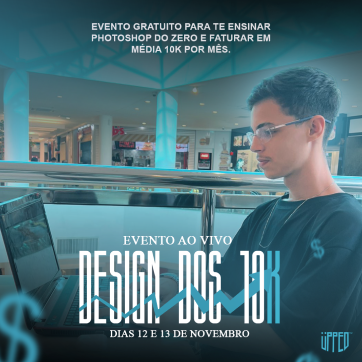 EVENTO GRATUITO PARA TE ENSINAR
PHOTOSHOP DO ZERO E FATURAR EM
MÉDIA 10K POR MÊS.
EVENTO AO VIVO
DESIGN DOS 10K
DIAS 12 E 13 DE NOVEMBRO
$
$
ÜPPER